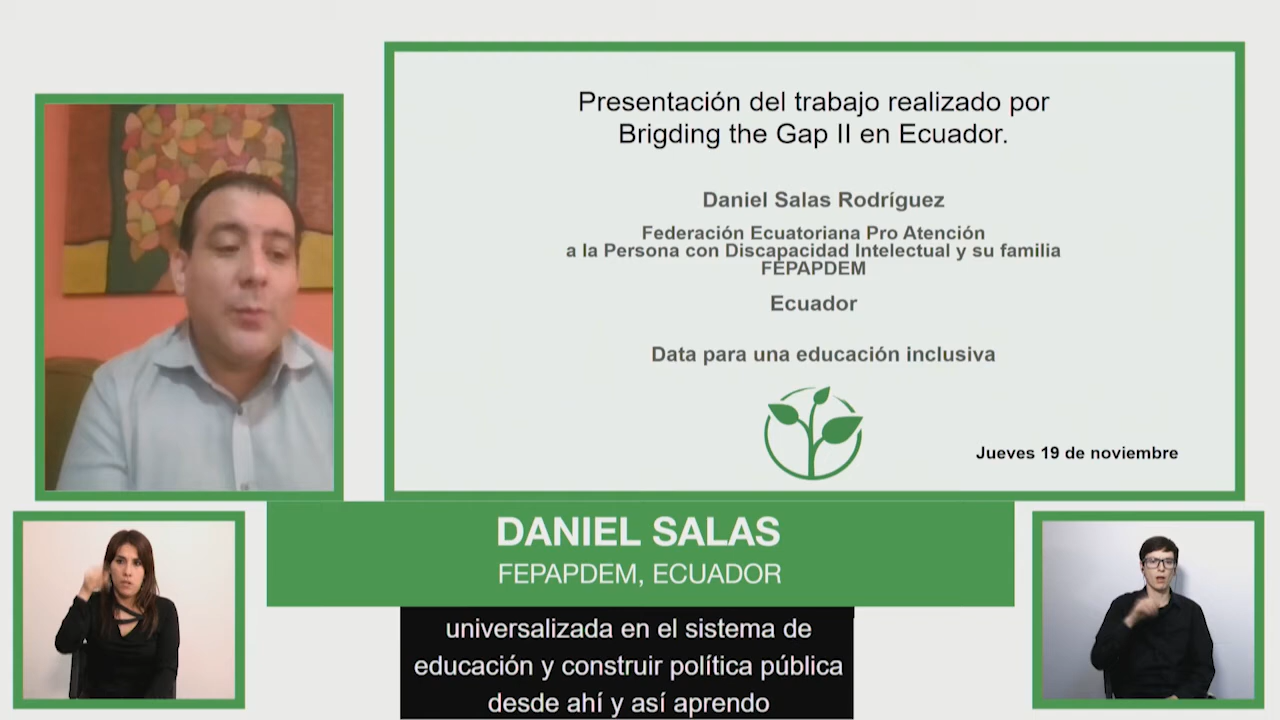 Presentación del trabajo realizado por
Brigding the Gap II en Ecuador.
Daniel Salas Rodríguez
Federación Ecuatoriana Pro Atención
a la Persona con Discapacidad Intelectual y su familia
FEPAPDEM
Ecuador
Data para una educación inclusiva
Jueves 19 de noviembre
DANIEL SALAS
FEPAPDEM, ECUADOR
universalizada en el sistema de
educación y construir política pública
desde ahí y así aprendo